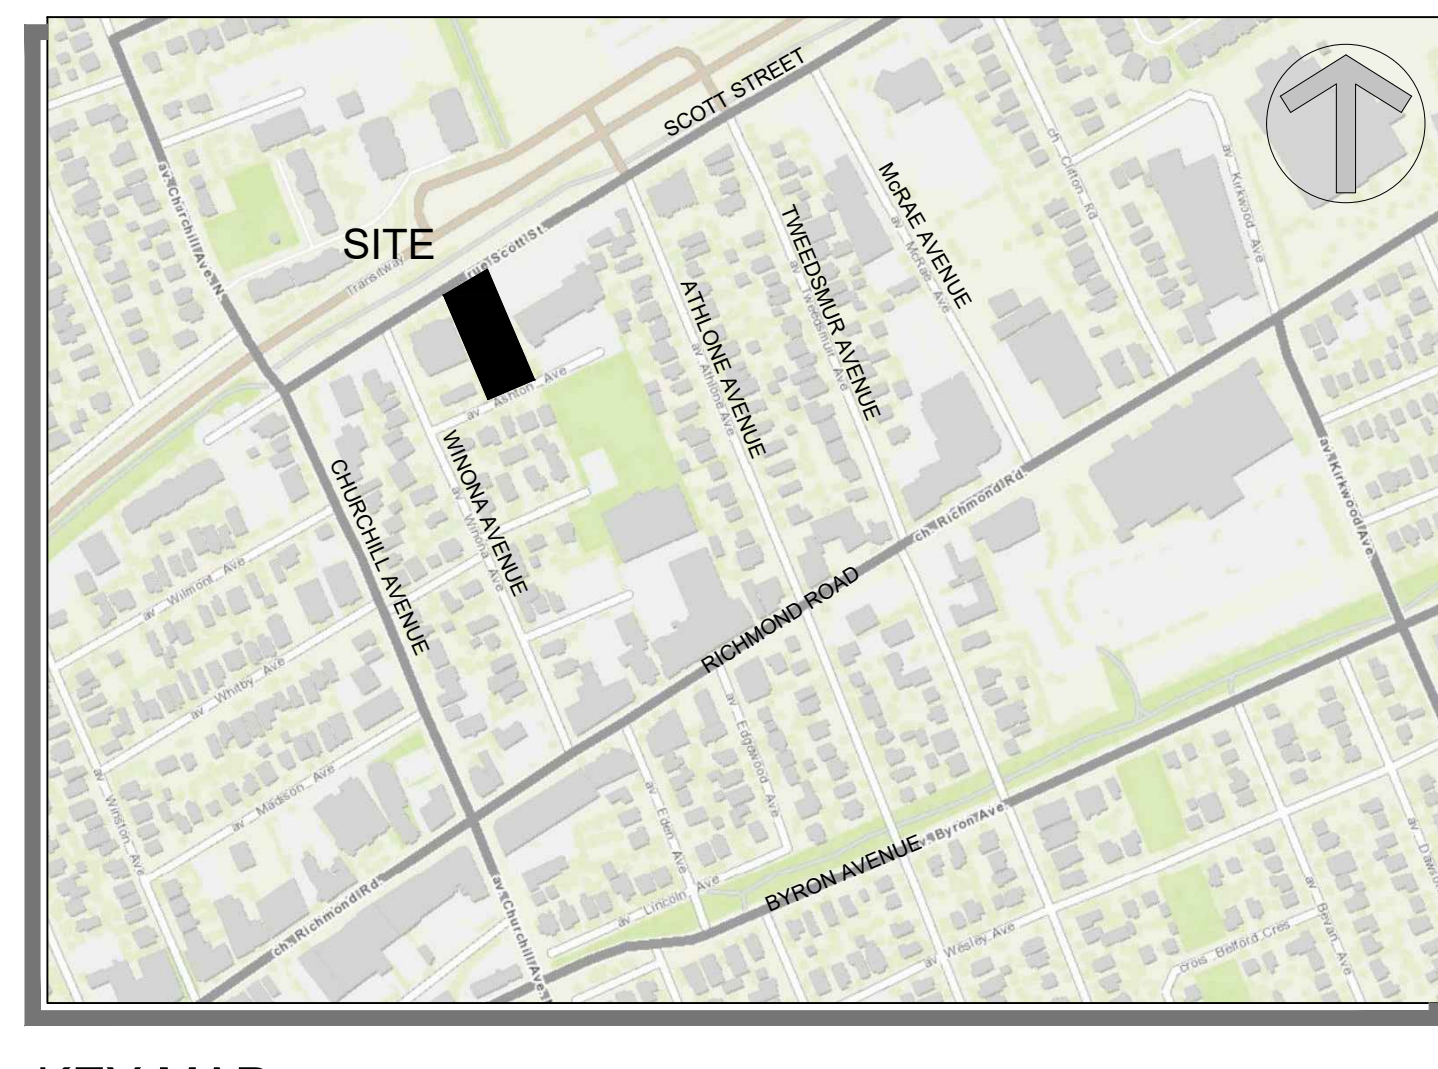 SCOTT STREET
av. Churchill Ave. N.
ch Clifton Rd
av Kirkwood Ave
McRAE AVENUE
av McRae Ave
SITE
rue Scott St.
Transitway
TWEEDSMUR AVENUE
av Tweedsmuir Ave
ATHLONE AVENUE
av Athlone Ave
av Ashton Ave
WINONA AVENUE
av Winona Ave
CHURCHILL AVENUE
ch. Richmond Rd.
av. Kirkwood Ave.
av Wilmont Ave
RICHMOND ROAD
av Whitby Ave
av Edgewood Ave
av Madison Ave
av Winston Ave
av Eden Ave
av. Byron Ave.
BYRON AVENUE
av Lincoln Ave
ch. Richmond Rd.
av. Churchill Ave.
av Wesley Ave
crois Belford Cres
av Bevan Ave
KEY MAP